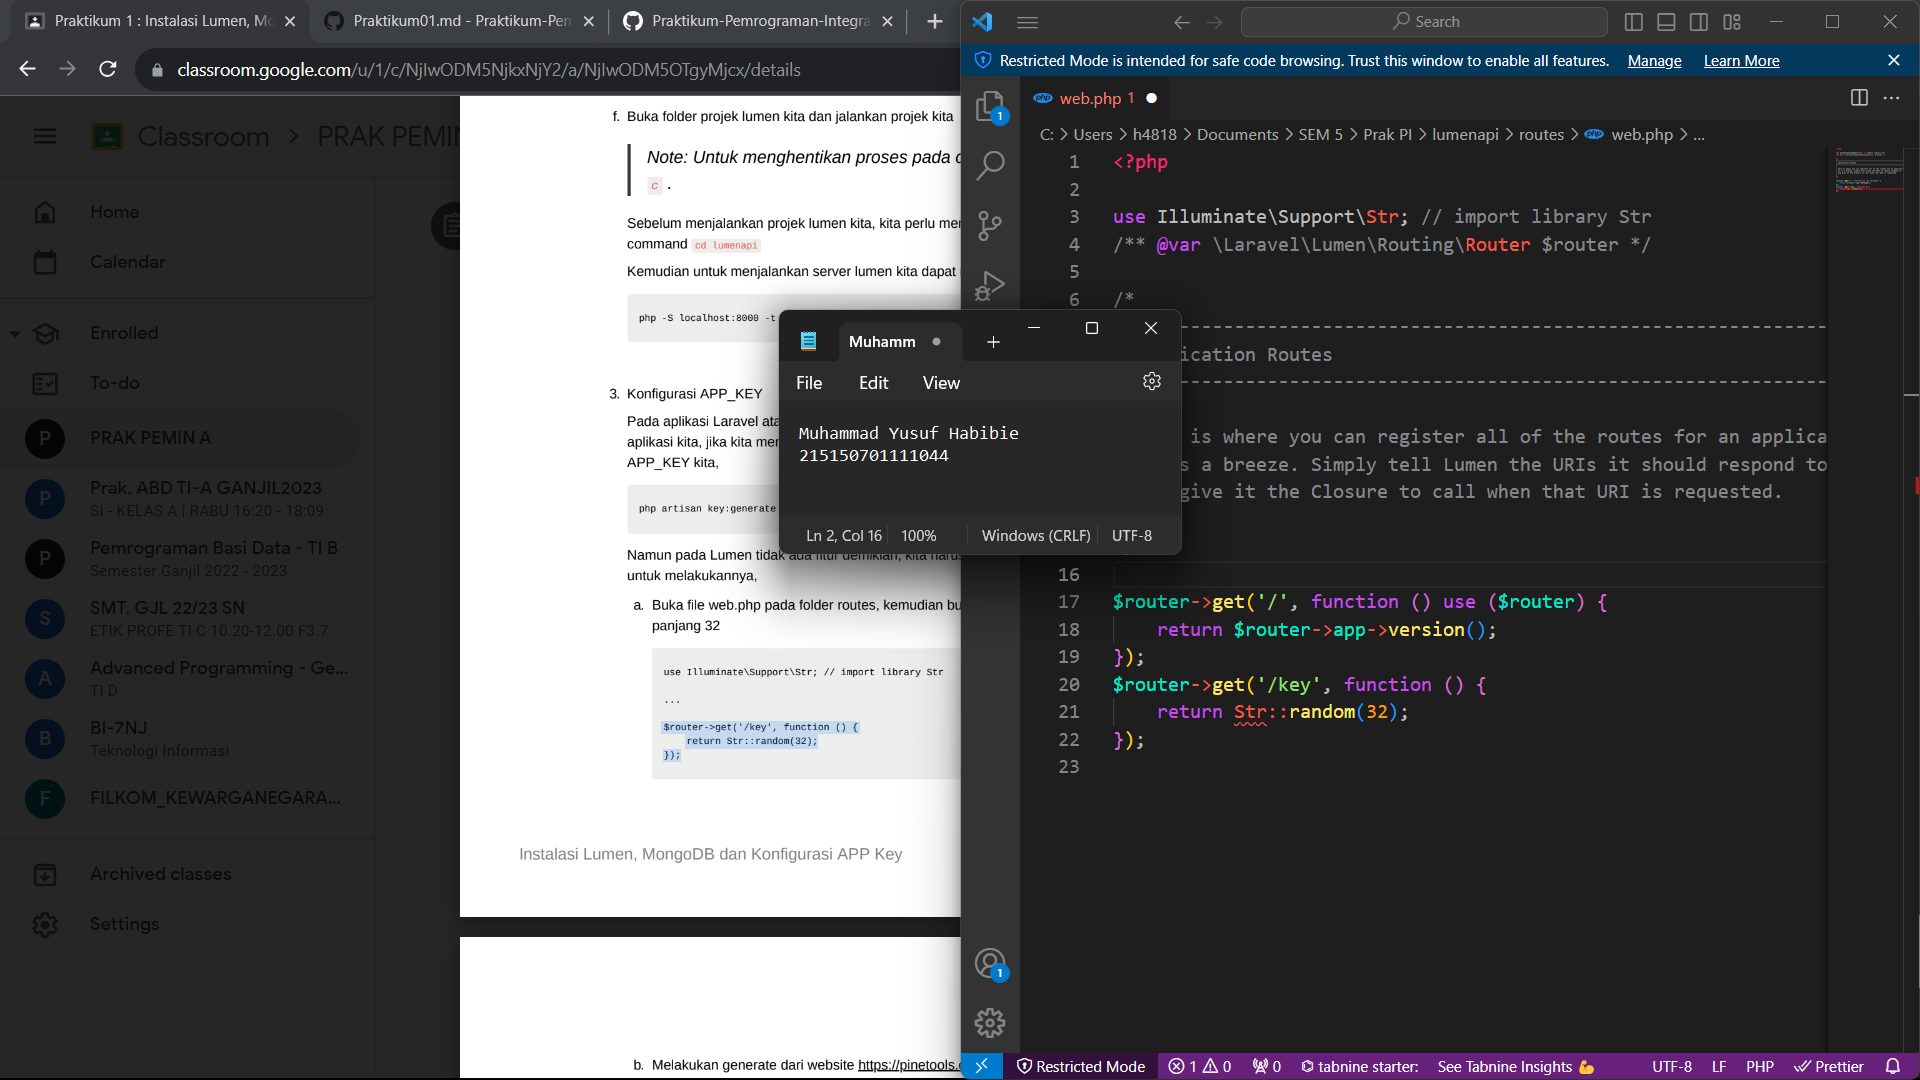 Praktikum 1 : Instalasi Lumen, Mo
Praktikum01.md - Praktikum-Pem
Praktikum-Pemrograman-Integra
classroom.google.com/u/1/c/NjIwODM5NjkxNjY2/a/NjIwODM5OTgyMjcx/details
Classroom > PRAK PEMIN
Home
Calendar
Enrolled
To-do
P PRAK PEMIN A
P Prak. ABD TI-A GANJIL2023
SI - KELAS A | RABU 16:20 - 18:09
P Pemrograman Basi Data - TI B
Semester Ganjil 2022 - 2023
S SMT. GJL 22/23 SN
ETIK PROFE TI C 10.20-12.00 F3.7
A Advanced Programming - Ge...
TI D
B BI-7NJ
Teknologi Informasi
F FILKOM_KEWARGANEGARA...
Archived classes
Settings
f. Buka folder projek lumen kita dan jalankan projek kita
Note: Untuk menghentikan proses pada
c .
Sebelum menjalankan projek lumen kita, kita perlu
command cd lumenapi
Kemudian untuk menjalankan server lumen kita dapat
php -S localhost:8000 -t
3. Konfigurasi APP_KEY
Pada aplikasi Laravel
aplikasi kita, jika kita
APP_KEY kita,
php artisan key:generate
Namun pada Lumen tidak ada fitur demikian, kita
untuk melakukannya,
a. Buka file web.php pada folder routes, kemudian
panjang 32
use Illuminate\Support\Str; // import library Str
...
$router->get('/key', function () {
return Str::random(32);
});
Instalasi Lumen, MongoDB dan Konfigurasi APP Key
b. Melakukan generate dari website https://pinetools.
Muhamm
File Edit View
Muhammad Yusuf Habibie
215150701111044
Ln 2, Col 16 100% Windows (CRLF) UTF-8
Search
Restricted Mode is intended for safe code browsing. Trust this window to enable all features. Manage Learn More
1
web.php 1
C: > Users > h4818 > Documents > SEM 5 > Prak PI > lumenapi > routes > web.php > ...
1 <?php
2
3 use Illuminate\Support\Str; // import library Str
4 /** @var \Laravel\Lumen\Routing\Router $router */
5
6 /*
--------------------------------------------------------------------------
ication Routes
--------------------------------------------------------------------------
is where you can register all of the routes for an applica
s a breeze. Simply tell Lumen the URIs it should respond to
give it the Closure to call when that URI is requested.
16
17 $router->get('/', function () use ($router) {
18 return $router->app->version();
19 });
20 $router->get('/key', function () {
21 return Str::random(32);
22 });
23
1
Restricted Mode 1 0 0 tabnine starter: See Tabnine Insights 💪 UTF-8 LF PHP Prettier